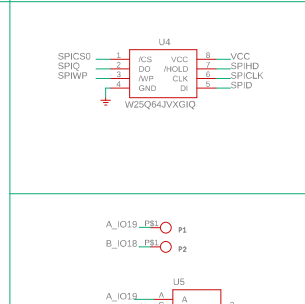 U4
SPICS0 1 /CS VCC 8 VCC
SPIQ 2 DO /HOLD 7 SPIHD
SPIWP 3 /WP CLK 6 SPICLK
4 GND DI 5 SPID
W25Q64JVXGIQ
A_IO19 P$1 P1
B_IO18 P$1 P2
U5
A_IO19 A A